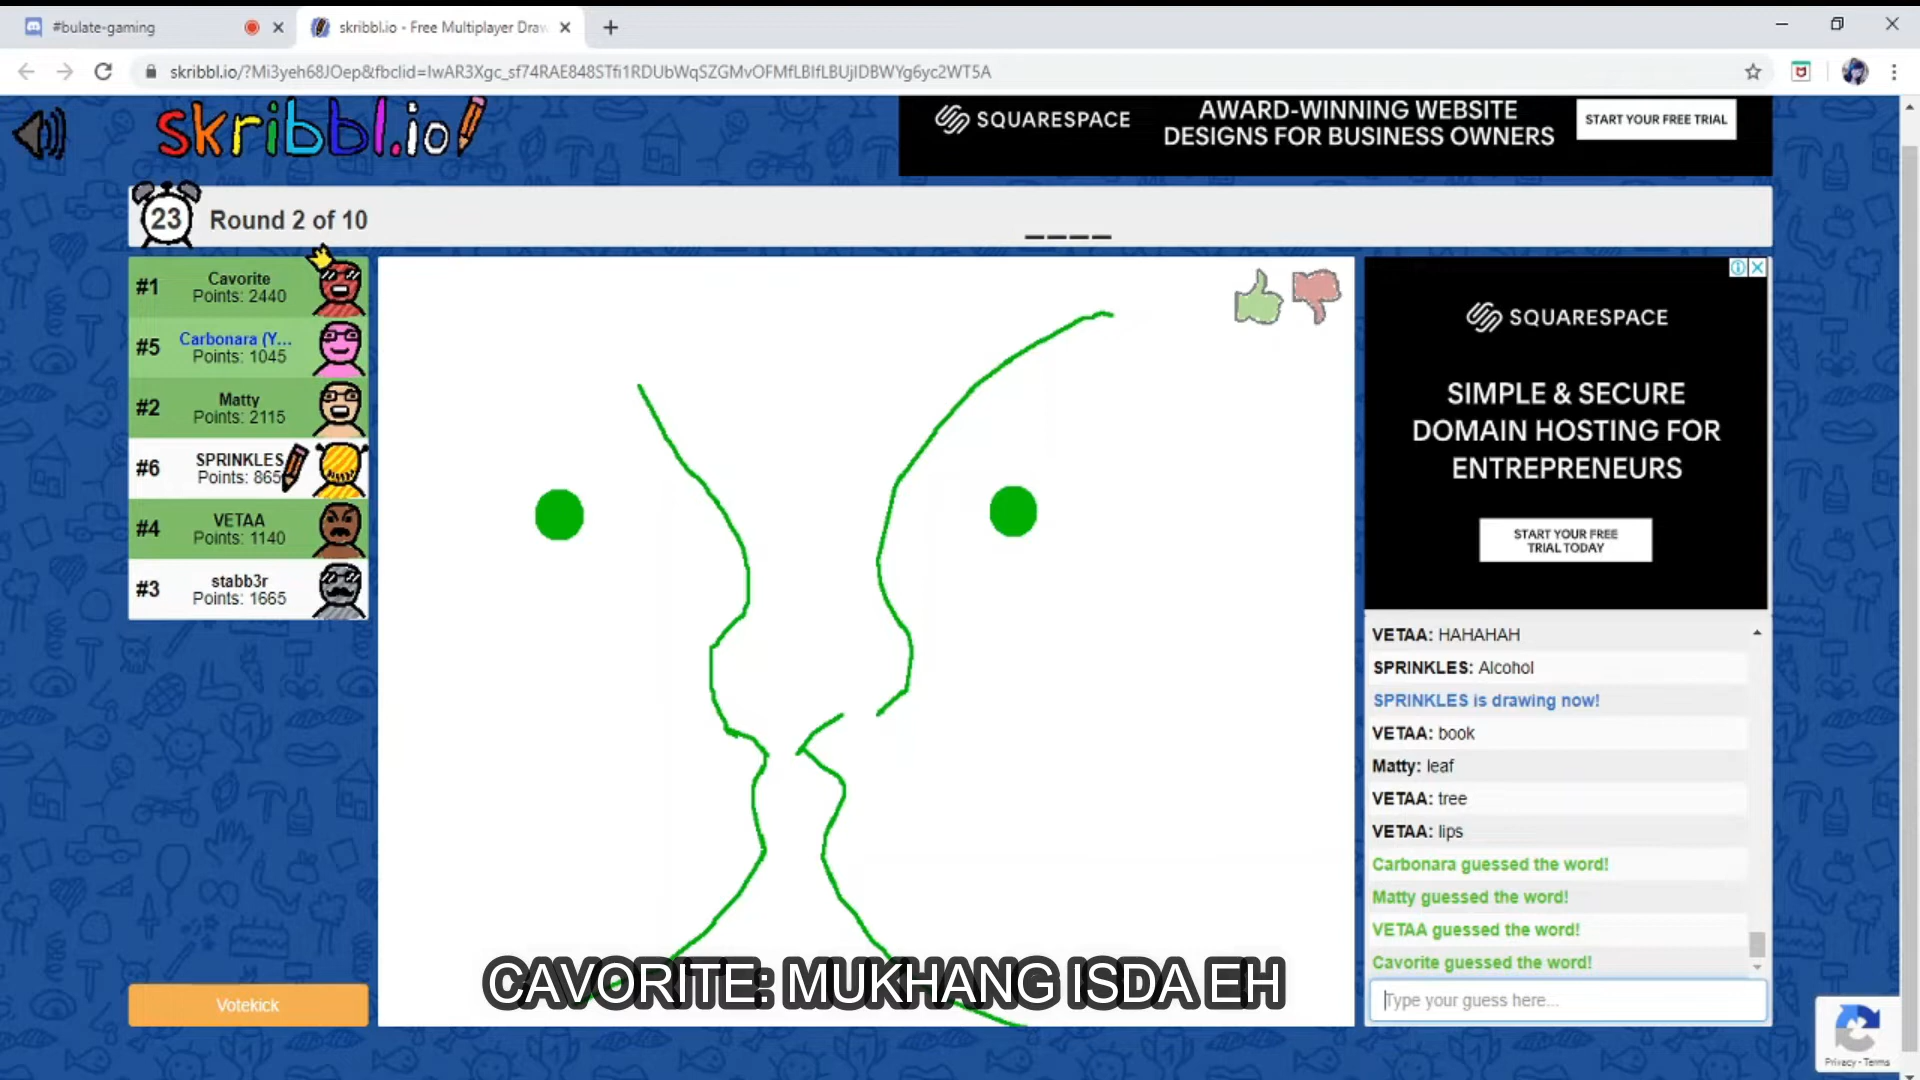 #bulate-gaming
skribbl.io - Free Multiplayer Draw
skribbl.io/?Mi3yeh68JOep&fbclid=IwAR3Xgc_sf74RAE848STfi1RDUbWqSZGMvOFMfLBIfLBUjIDBWYg6yc2WT5A
skribbl.io
SQUARESPACE
AWARD-WINNING WEBSITE
DESIGNS FOR BUSINESS OWNERS
START YOUR FREE TRIAL
23
Round 2 of 10
____
#1
Cavorite
Points: 2440
#5
Carbonara (Y...
Points: 1045
#2
Matty
Points: 2115
#6
SPRINKLES
Points: 865
#4
VETAA
Points: 1140
#3
stabb3r
Points: 1665
Votekick
CAVORITE: MUKHANG ISDA EH
SQUARESPACE
SIMPLE & SECURE
DOMAIN HOSTING FOR
ENTREPRENEURS
START YOUR FREE
TRIAL TODAY
VETAA: HAHAHAH
SPRINKLES: Alcohol
SPRINKLES is drawing now!
VETAA: book
Matty: leaf
VETAA: tree
VETAA: lips
Carbonara guessed the word!
Matty guessed the word!
VETAA guessed the word!
Cavorite guessed the word!
Type your guess here...
Privacy - Terms